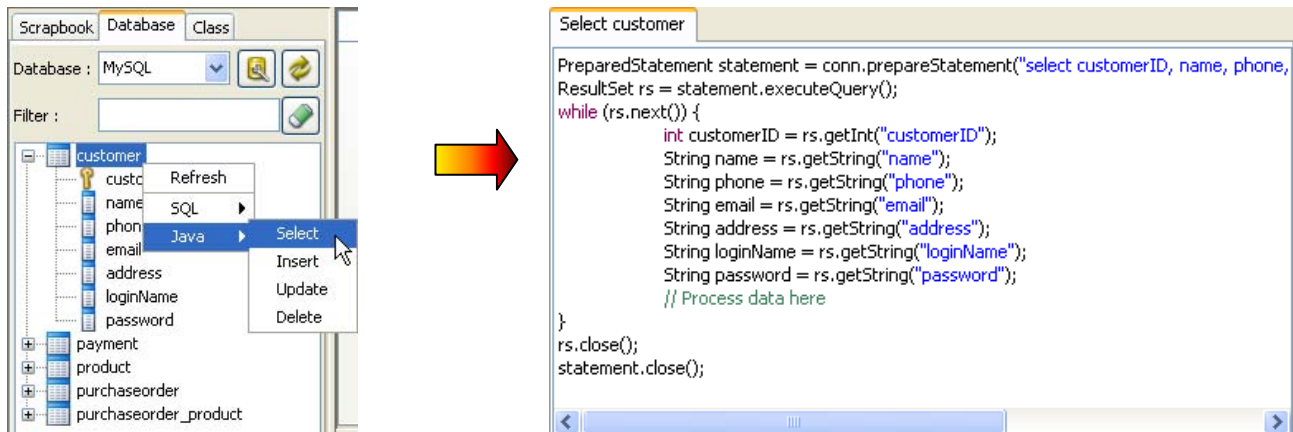 Scrapbook Database Class
Database : MySQL
Filter :
customer
custo Refresh
name SQL
phon Java Select
email Insert
address Update
loginName
password Delete
payment
product
purchaseorder
purchaseorder_product
Select customer
PreparedStatement statement = conn.prepareStatement("select customerID, name, phone,
ResultSet rs = statement.executeQuery();
while (rs.next()) {
int customerID = rs.getInt("customerID");
String name = rs.getString("name");
String phone = rs.getString("phone");
String email = rs.getString("email");
String address = rs.getString("address");
String loginName = rs.getString("loginName");
String password = rs.getString("password");
// Process data here
}
rs.close();
statement.close();